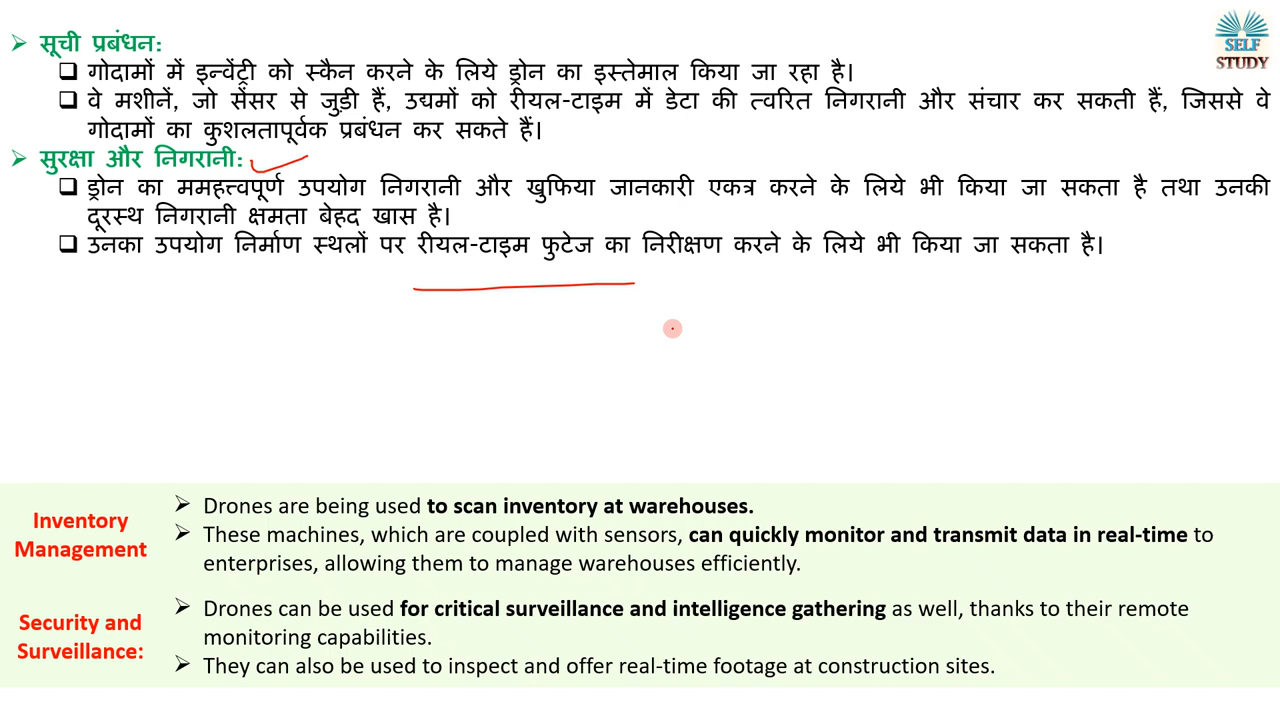 SELF
STUDY
➢ सूची प्रबंधन:
❑ गोदामों में इन्वेंट्री को स्कैन करने के लिये ड्रोन का इस्तेमाल किया जा रहा है।
❑ वे मशीनें, जो सेंसर से जुड़ी हैं, उद्यमों को रीयल-टाइम में डेटा की त्वरित निगरानी और संचार कर सकती हैं, जिससे वे
गोदामों का कुशलतापूर्वक प्रबंधन कर सकते हैं।
➢ सुरक्षा और निगरानी:
❑ ड्रोन का ममहत्त्वपूर्ण उपयोग निगरानी और खुफिया जानकारी एकत्र करने के लिये भी किया जा सकता है तथा उनकी
दूरस्थ निगरानी क्षमता बेहद खास है।
❑ उनका उपयोग निर्माण स्थलों पर रीयल-टाइम फुटेज का निरीक्षण करने के लिये भी किया जा सकता है।
Inventory
Management
➢ Drones are being used to scan inventory at warehouses.
➢ These machines, which are coupled with sensors, can quickly monitor and transmit data in real-time to
enterprises, allowing them to manage warehouses efficiently.
Security and
Surveillance:
➢ Drones can be used for critical surveillance and intelligence gathering as well, thanks to their remote
monitoring capabilities.
➢ They can also be used to inspect and offer real-time footage at construction sites.